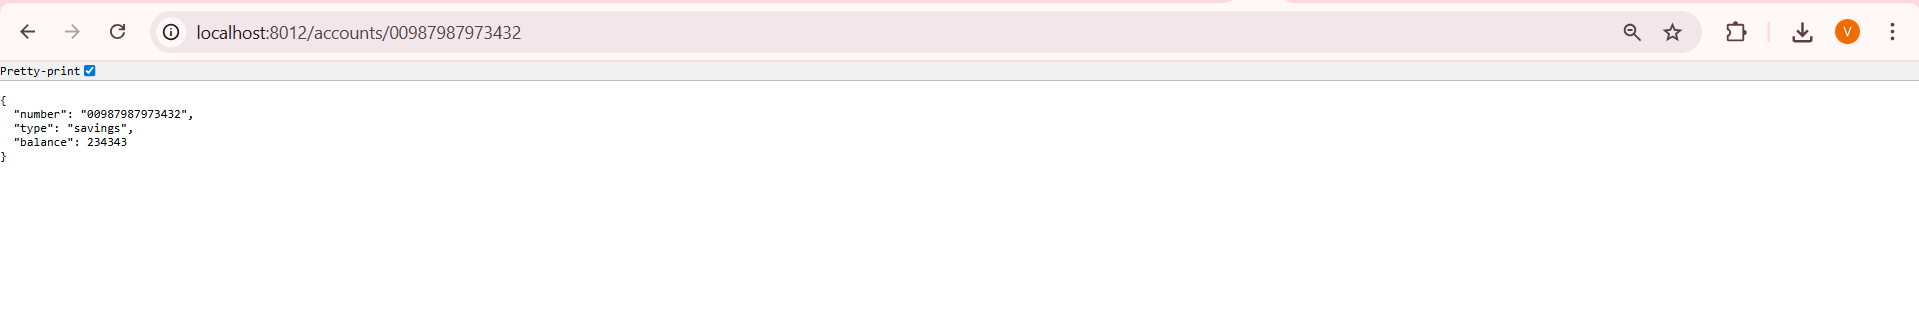 localhost:8012/accounts/00987987973432
V
Pretty-print
{
  "number": "00987987973432",
  "type": "savings",
  "balance": 234343
}